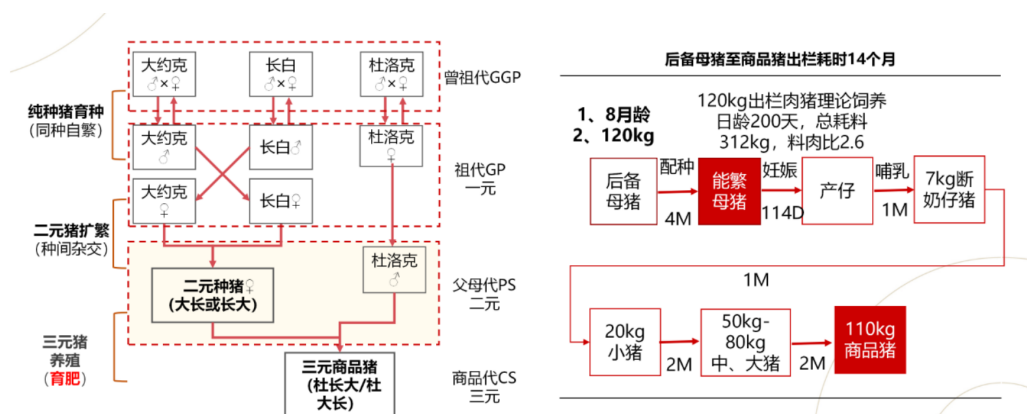 大约克
♂×♀
长白
♂×♀
杜洛克
♂×♀
曾祖代GGP
纯种猪育种
(同种自繁)
大约克
♂
长白♂
杜洛克
♀
祖代GP
一元
大约克
♀
长白♀
二元猪扩繁
(种间杂交)
二元种猪♀
(大长或长大)
杜洛克
♂
父母代PS
二元
三元猪
养殖
(育肥)
三元商品猪
(杜长大/杜
大长)
商品代CS
三元
后备母猪至商品猪出栏耗时14个月
1、8月龄
2、120kg
120kg出栏肉猪理论饲养
日龄200天，总耗料
312kg，料肉比2.6
后备
母猪
配种
4M
能繁
母猪
妊娠
114D
产仔
哺乳
1M
7kg断
奶仔猪
1M
20kg
小猪
2M
50kg-
80kg
中、大猪
2M
110kg
商品猪